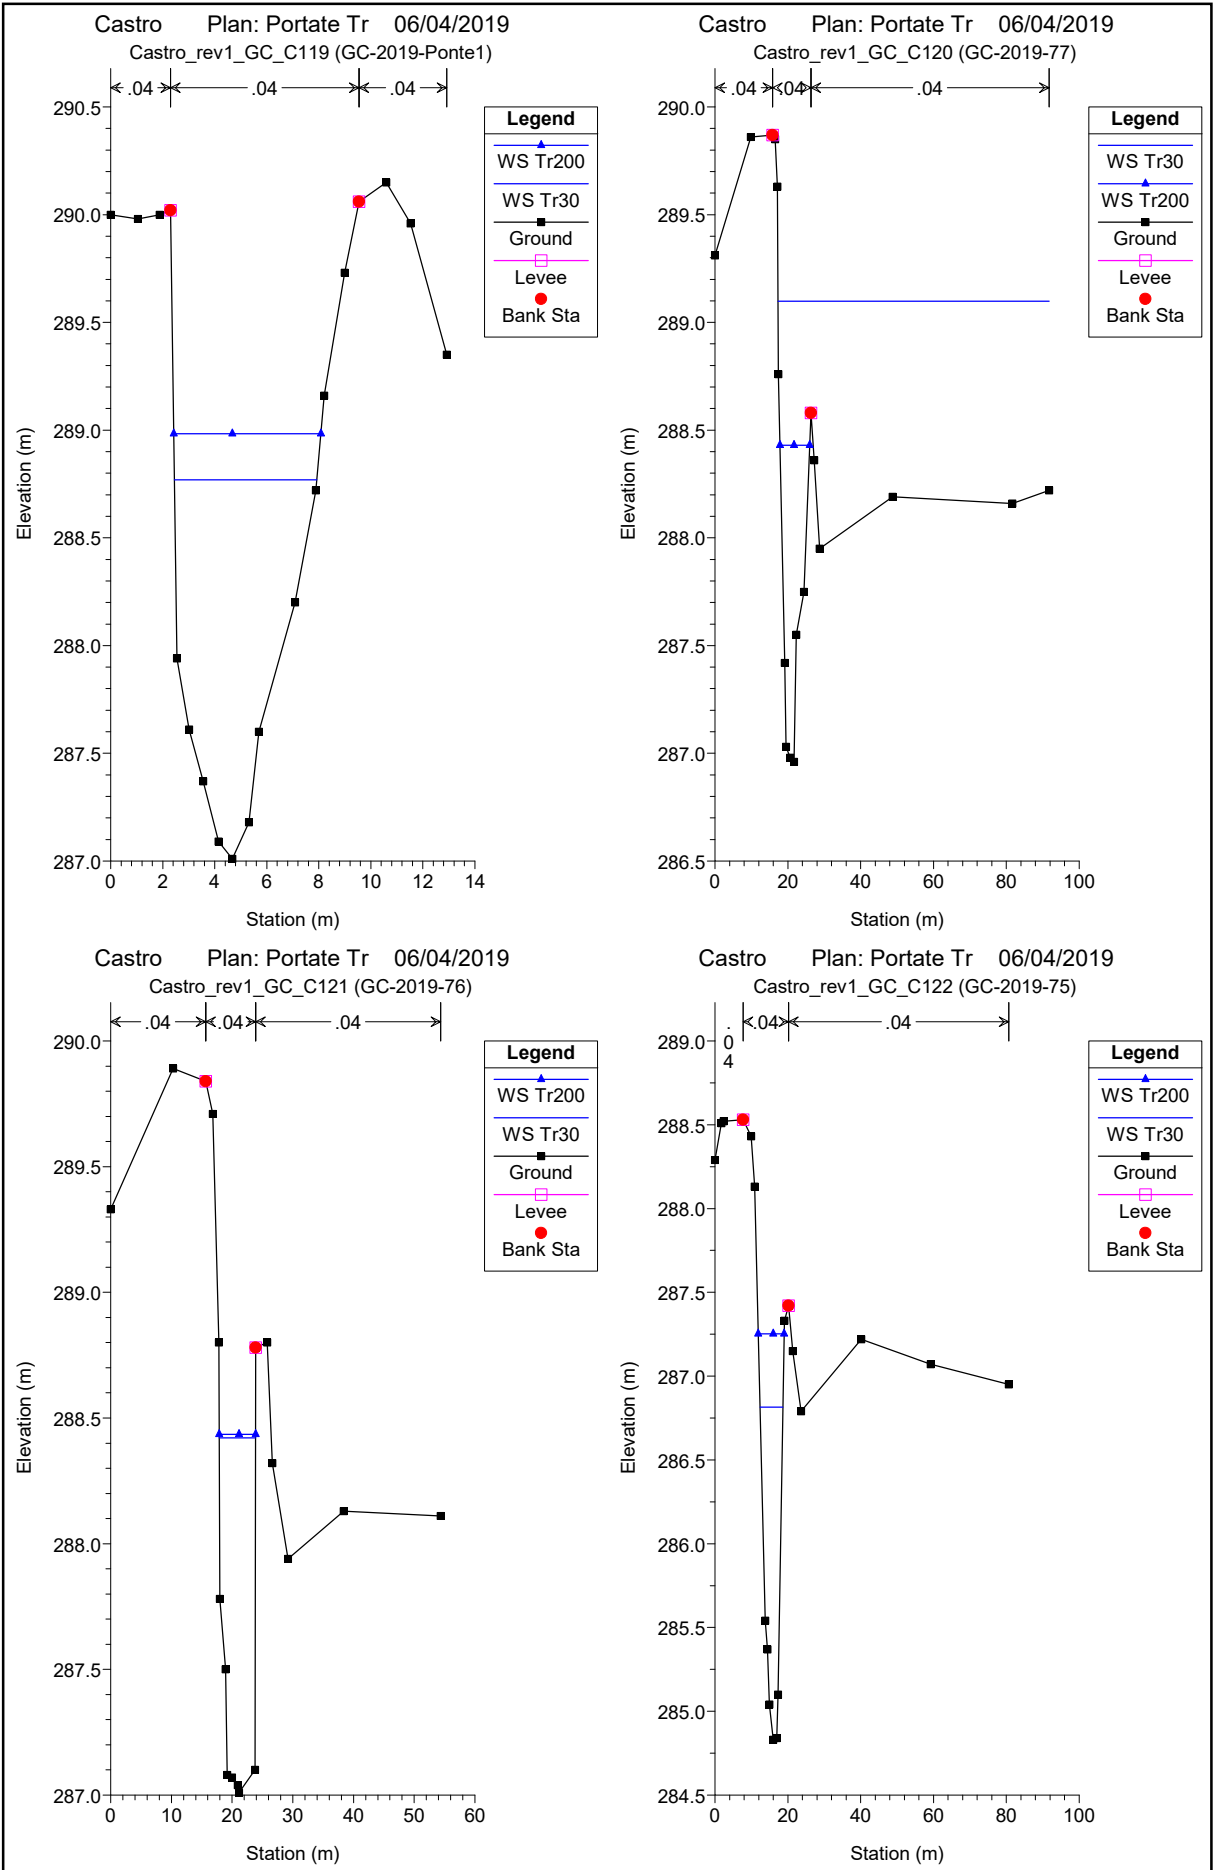 Castro Plan: Portate Tr 06/04/2019
Castro_rev1_GC_C119 (GC-2019-Ponte1)
.04 .04 .04
290.5
290.0
289.5
289.0
288.5
288.0
287.5
287.0
Elevation (m)
0 2 4 6 8 10 12 14
Station (m)
Legend
WS Tr200
WS Tr30
Ground
Levee
Bank Sta
Castro Plan: Portate Tr 06/04/2019
Castro_rev1_GC_C120 (GC-2019-77)
.04 .04 .04
290.0
289.5
289.0
288.5
288.0
287.5
287.0
286.5
Elevation (m)
0 20 40 60 80 100
Station (m)
Legend
WS Tr30
WS Tr200
Ground
Levee
Bank Sta
Castro Plan: Portate Tr 06/04/2019
Castro_rev1_GC_C121 (GC-2019-76)
.04 .04 .04
290.0
289.5
289.0
288.5
288.0
287.5
287.0
Elevation (m)
0 10 20 30 40 50 60
Station (m)
Legend
WS Tr200
WS Tr30
Ground
Levee
Bank Sta
Castro Plan: Portate Tr 06/04/2019
Castro_rev1_GC_C122 (GC-2019-75)
.04 .04 .04
289.0
288.5
288.0
287.5
287.0
286.5
286.0
285.5
285.0
284.5
Elevation (m)
0 20 40 60 80 100
Station (m)
Legend
WS Tr200
WS Tr30
Ground
Levee
Bank Sta